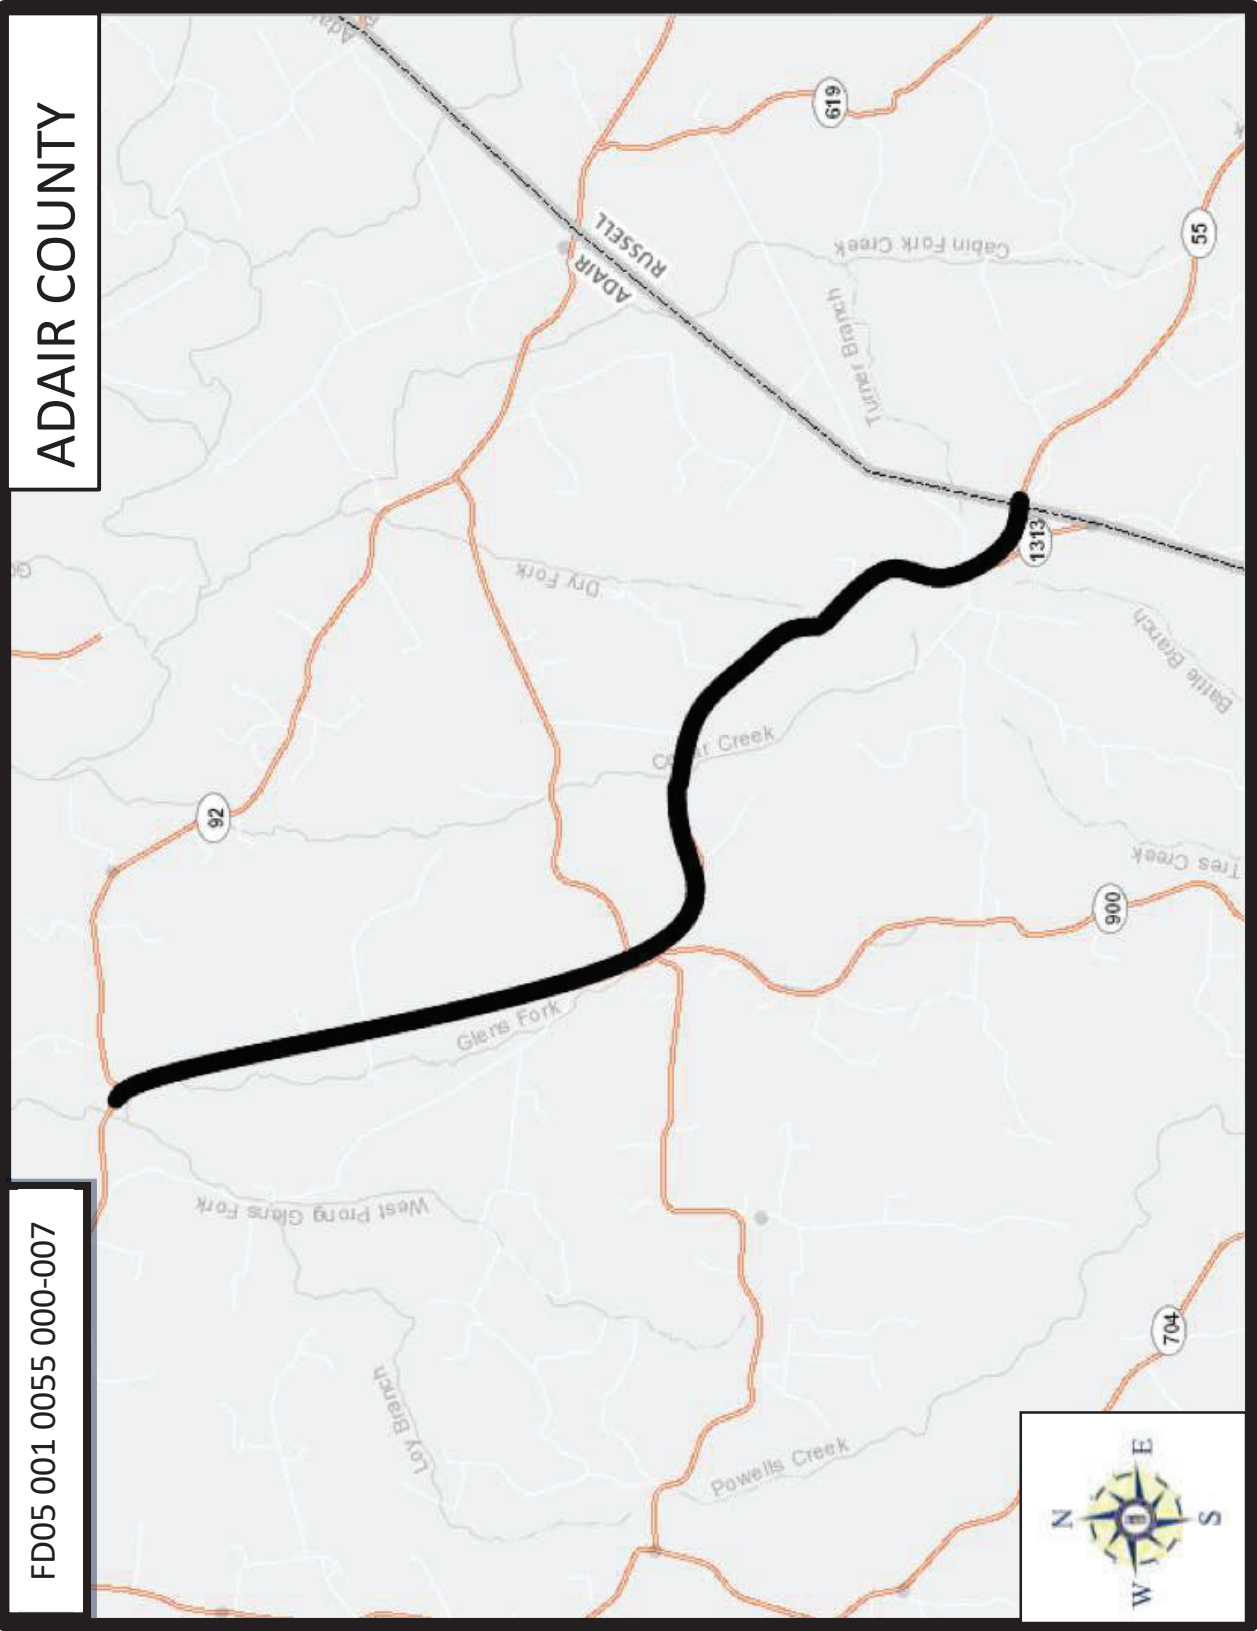 ADAIR COUNTY
FD05 001 0055 000-007
619
55
Cabin Fork Creek
RUSSELL
ADAIR
Turner Branch
1313
Dry Fork
Battle Branch
92
Creek
Tres Creek
900
Glens Fork
West Prong Glens Fork
704
Loy Branch
Powells Creek
N
W
E
S